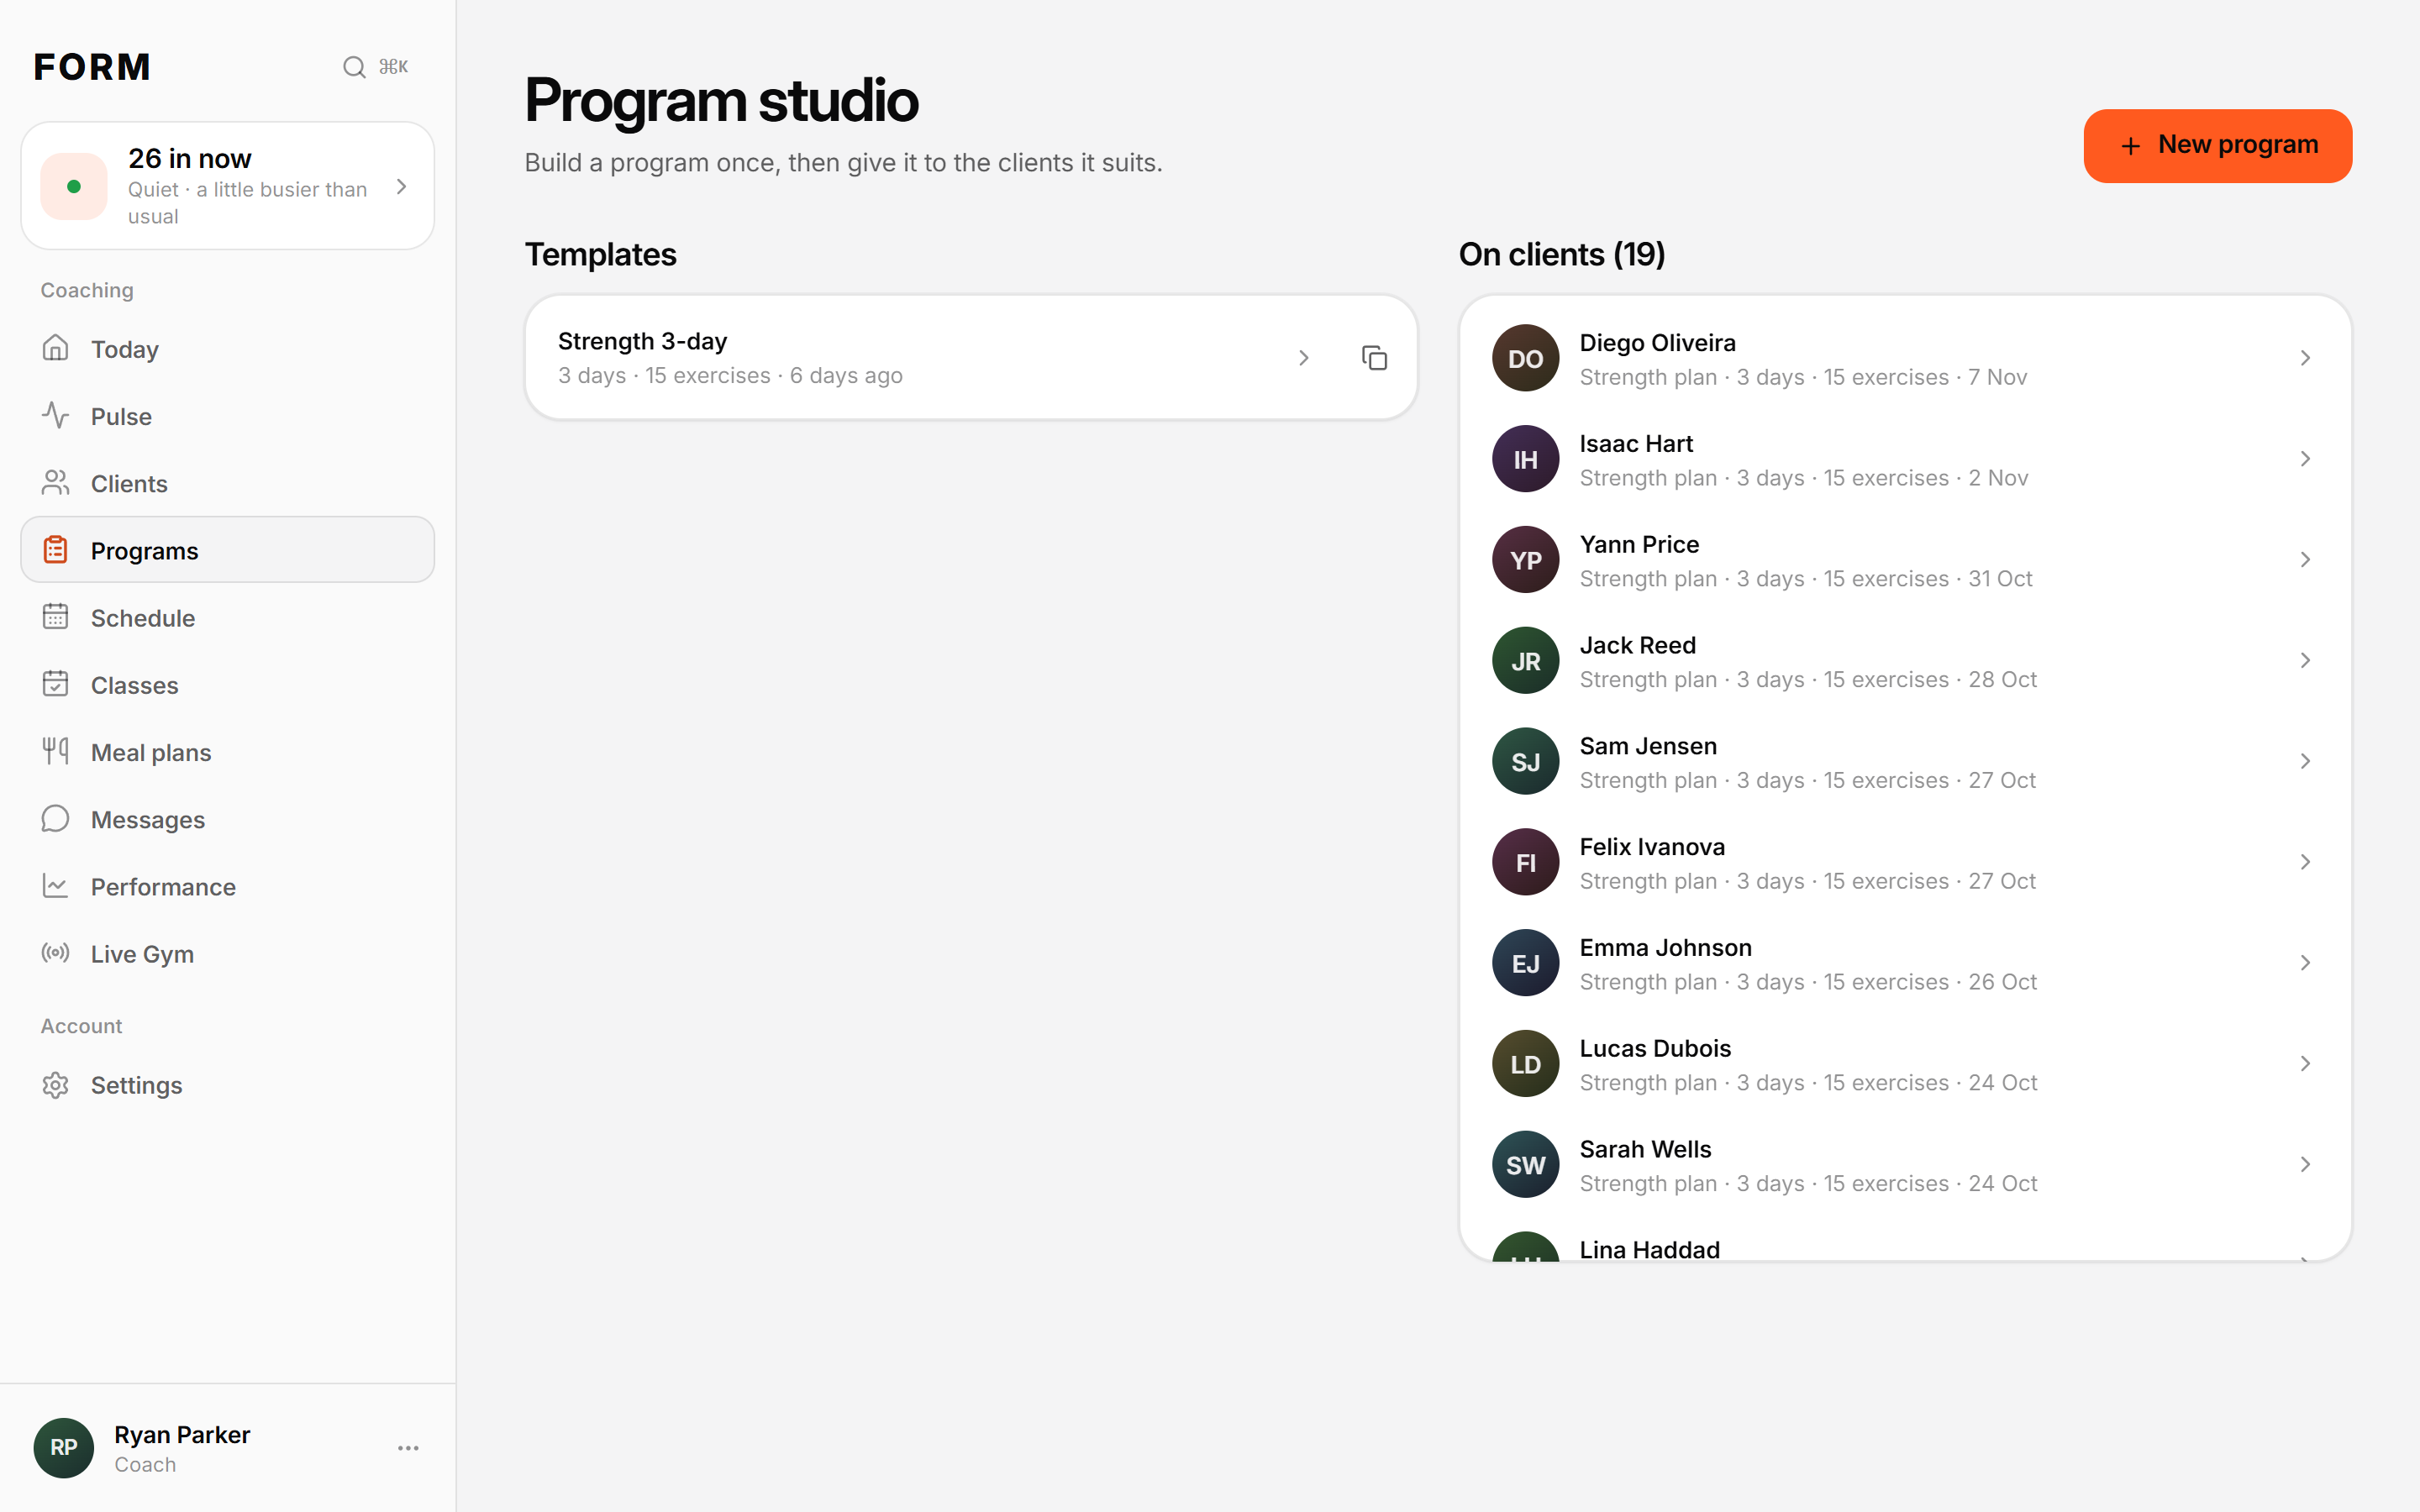 FORM
⌘K
26 in now
Quiet · a little busier than
usual
Coaching
Today
Pulse
Clients
Programs
Schedule
Classes
Meal plans
Messages
Performance
Live Gym
Account
Settings
RP
Ryan Parker
Coach
Program studio
Build a program once, then give it to the clients it suits.
New program
Templates
Strength 3-day
3 days · 15 exercises · 6 days ago
On clients (19)
DO
Diego Oliveira
Strength plan · 3 days · 15 exercises · 7 Nov
IH
Isaac Hart
Strength plan · 3 days · 15 exercises · 2 Nov
YP
Yann Price
Strength plan · 3 days · 15 exercises · 31 Oct
JR
Jack Reed
Strength plan · 3 days · 15 exercises · 28 Oct
SJ
Sam Jensen
Strength plan · 3 days · 15 exercises · 27 Oct
FI
Felix Ivanova
Strength plan · 3 days · 15 exercises · 27 Oct
EJ
Emma Johnson
Strength plan · 3 days · 15 exercises · 26 Oct
LD
Lucas Dubois
Strength plan · 3 days · 15 exercises · 24 Oct
SW
Sarah Wells
Strength plan · 3 days · 15 exercises · 24 Oct
Lina Haddad